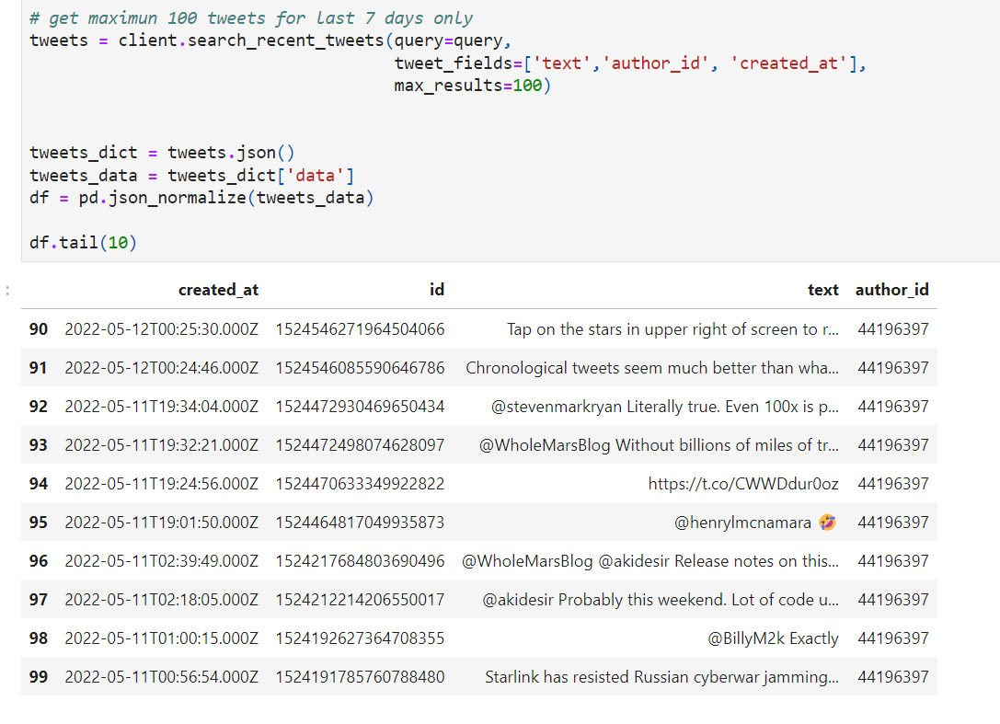 # get maximun 100 tweets for last 7 days only
tweets = client.search_recent_tweets(query=query,
tweet_fields=['text','author_id', 'created_at'],
max_results=100)
tweets_dict = tweets.json()
tweets_data = tweets_dict['data']
df = pd.json_normalize(tweets_data)
df.tail(10)
: created_at id text author_id
90 2022-05-12T00:25:30.000Z 1524546271964504066 Tap on the stars in upper right of screen to r... 44196397
91 2022-05-12T00:24:46.000Z 1524546085590646786 Chronological tweets seem much better than wha... 44196397
92 2022-05-11T19:34:04.000Z 1524472930469650434 @stevenmarkryan Literally true. Even 100x is p... 44196397
93 2022-05-11T19:32:21.000Z 1524472498074628097 @WholeMarsBlog Without billions of miles of tr... 44196397
94 2022-05-11T19:24:56.000Z 1524470633349922822 https://t.co/CWWDdur0oz 44196397
95 2022-05-11T19:01:50.000Z 1524464817049935873 @henrylmcnamara 🤣 44196397
96 2022-05-11T02:39:49.000Z 1524217684803690496 @WholeMarsBlog @akidesir Release notes on this... 44196397
97 2022-05-11T02:18:05.000Z 1524212214206550017 @akidesir Probably this weekend. Lot of code u... 44196397
98 2022-05-11T01:00:15.000Z 1524192627364708355 @BillyM2k Exactly 44196397
99 2022-05-11T00:56:54.000Z 1524191785760788480 Starlink has resisted Russian cyberwar jamming... 44196397